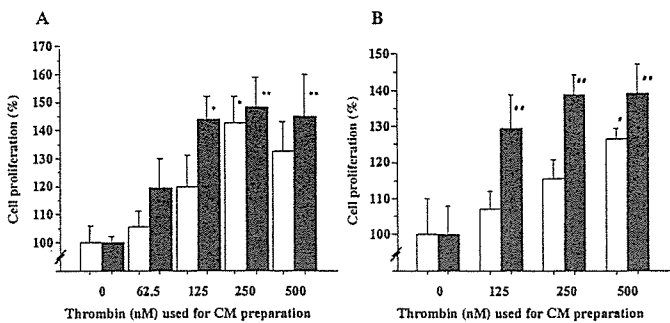 A
B
170
160
150
140
130
120
110
100
Cell proliferation (%)
* * ** **
0 62.5 125 250 500
Thrombin (nM) used for CM preparation
150
140
130
120
110
100
Cell proliferation (%)
## ## # ##
0 125 250 500
Thrombin (nM) used for CM preparation